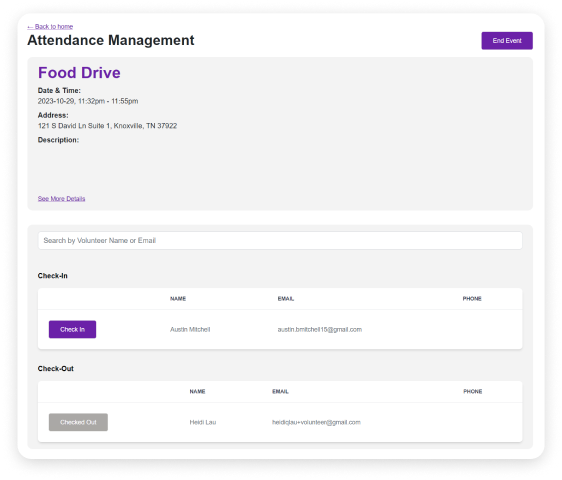 ← Back to home
Attendance Management
End Event
Food Drive
Date & Time:
2023-10-29, 11:32pm - 11:55pm
Address:
121 S David Ln Suite 1, Knoxville, TN 37922
Description:
See More Details
Search by Volunteer Name or Email
Check-In
NAME EMAIL PHONE
Check In Austin Mitchell austin.bmitchell15@gmail.com
Check-Out
NAME EMAIL PHONE
Checked Out Heidi Lau heidiqlau+volunteer@gmail.com